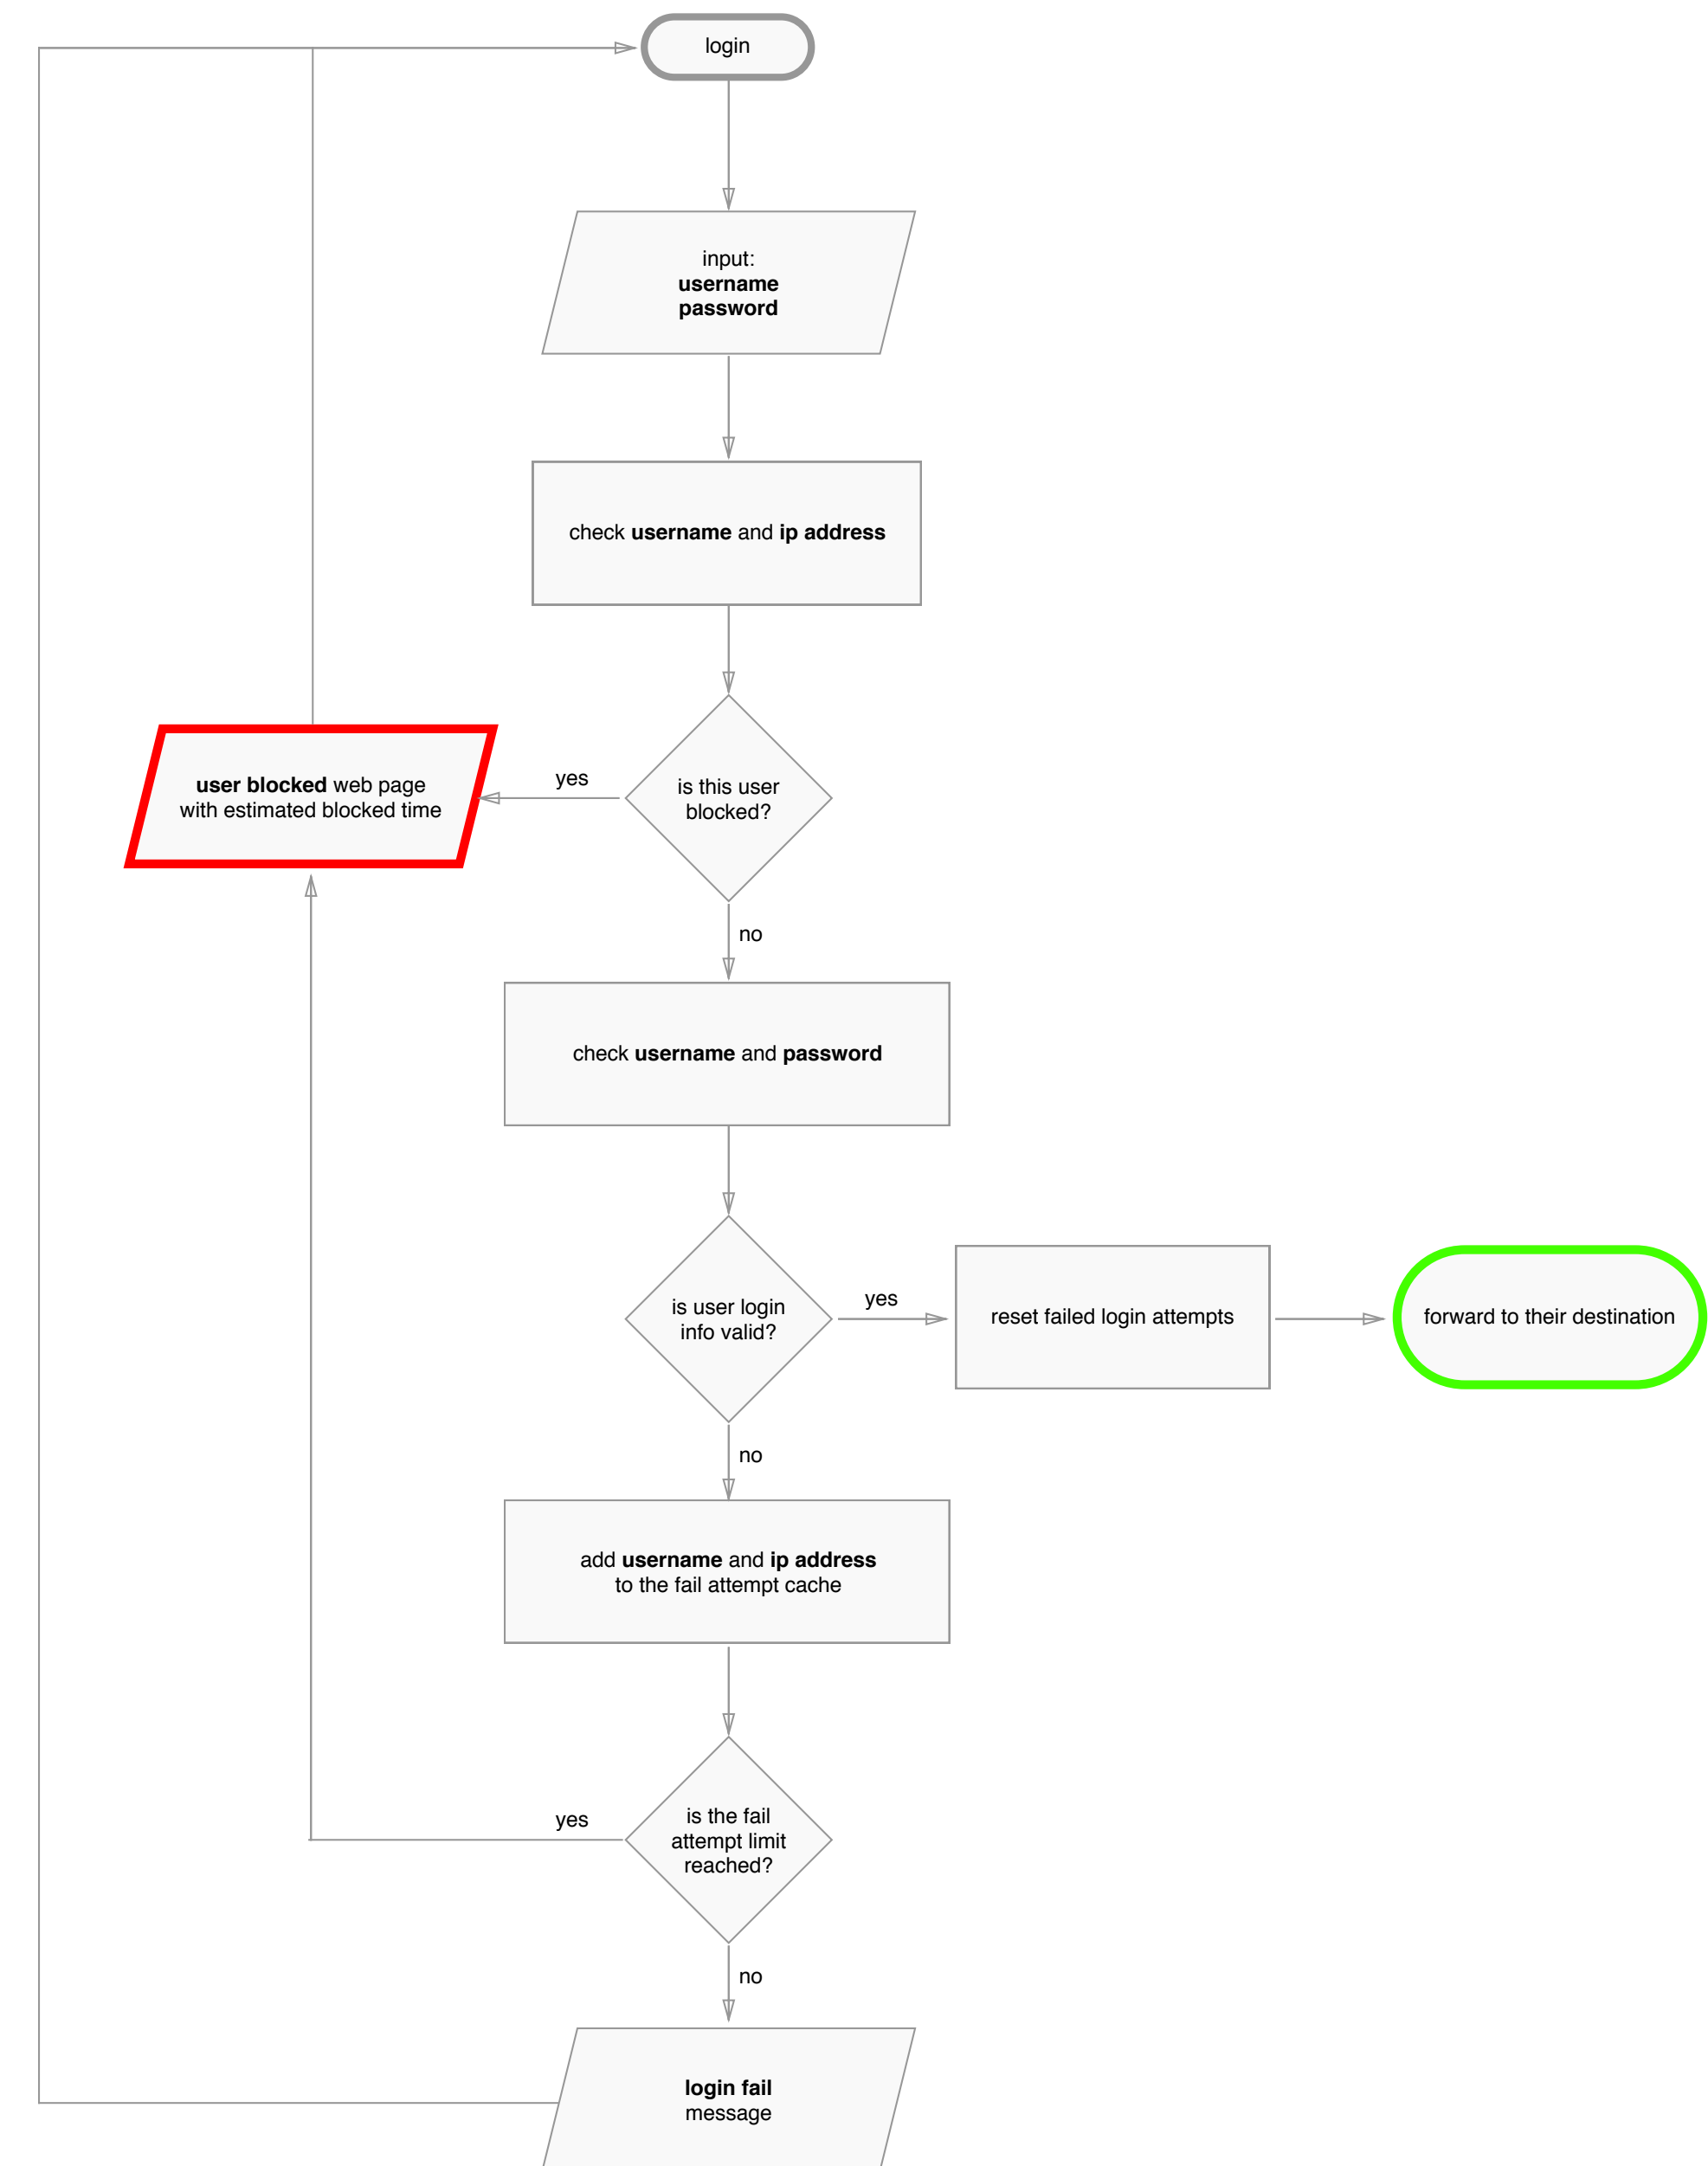 login
input:
username
password
check username and ip address
is this user
blocked?
yes
user blocked web page
with estimated blocked time
no
check username and password
is user login
info valid?
yes
reset failed login attempts
forward to their destination
no
add username and ip address
to the fail attempt cache
is the fail
attempt limit
reached?
yes
no
login fail
message